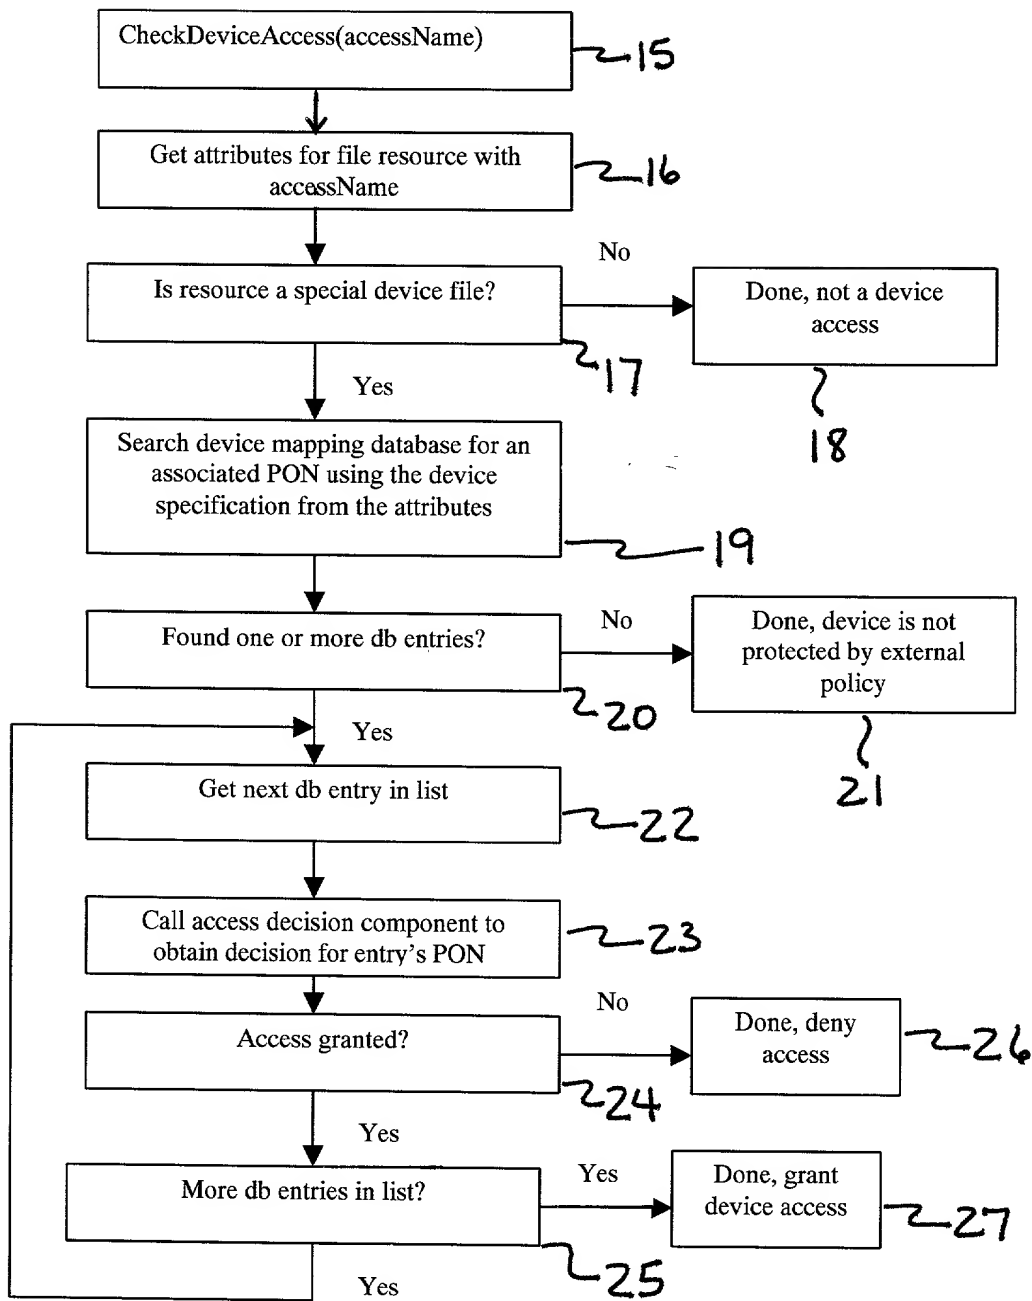 CheckDeviceAccess(accessName)
15
Get attributes for file resource with
accessName
16
No
Is resource a special device file?
17
Done, not a device
access
18
Yes
Search device mapping database for an
associated PON using the device
specification from the attributes
19
No
Found one or more db entries?
20
Done, device is not
protected by external
policy
21
Yes
Get next db entry in list
22
Call access decision component to
obtain decision for entry's PON
23
No
Access granted?
24
Done, deny
access
26
Yes
More db entries in list?
25
Yes
Done, grant
device access
27
Yes